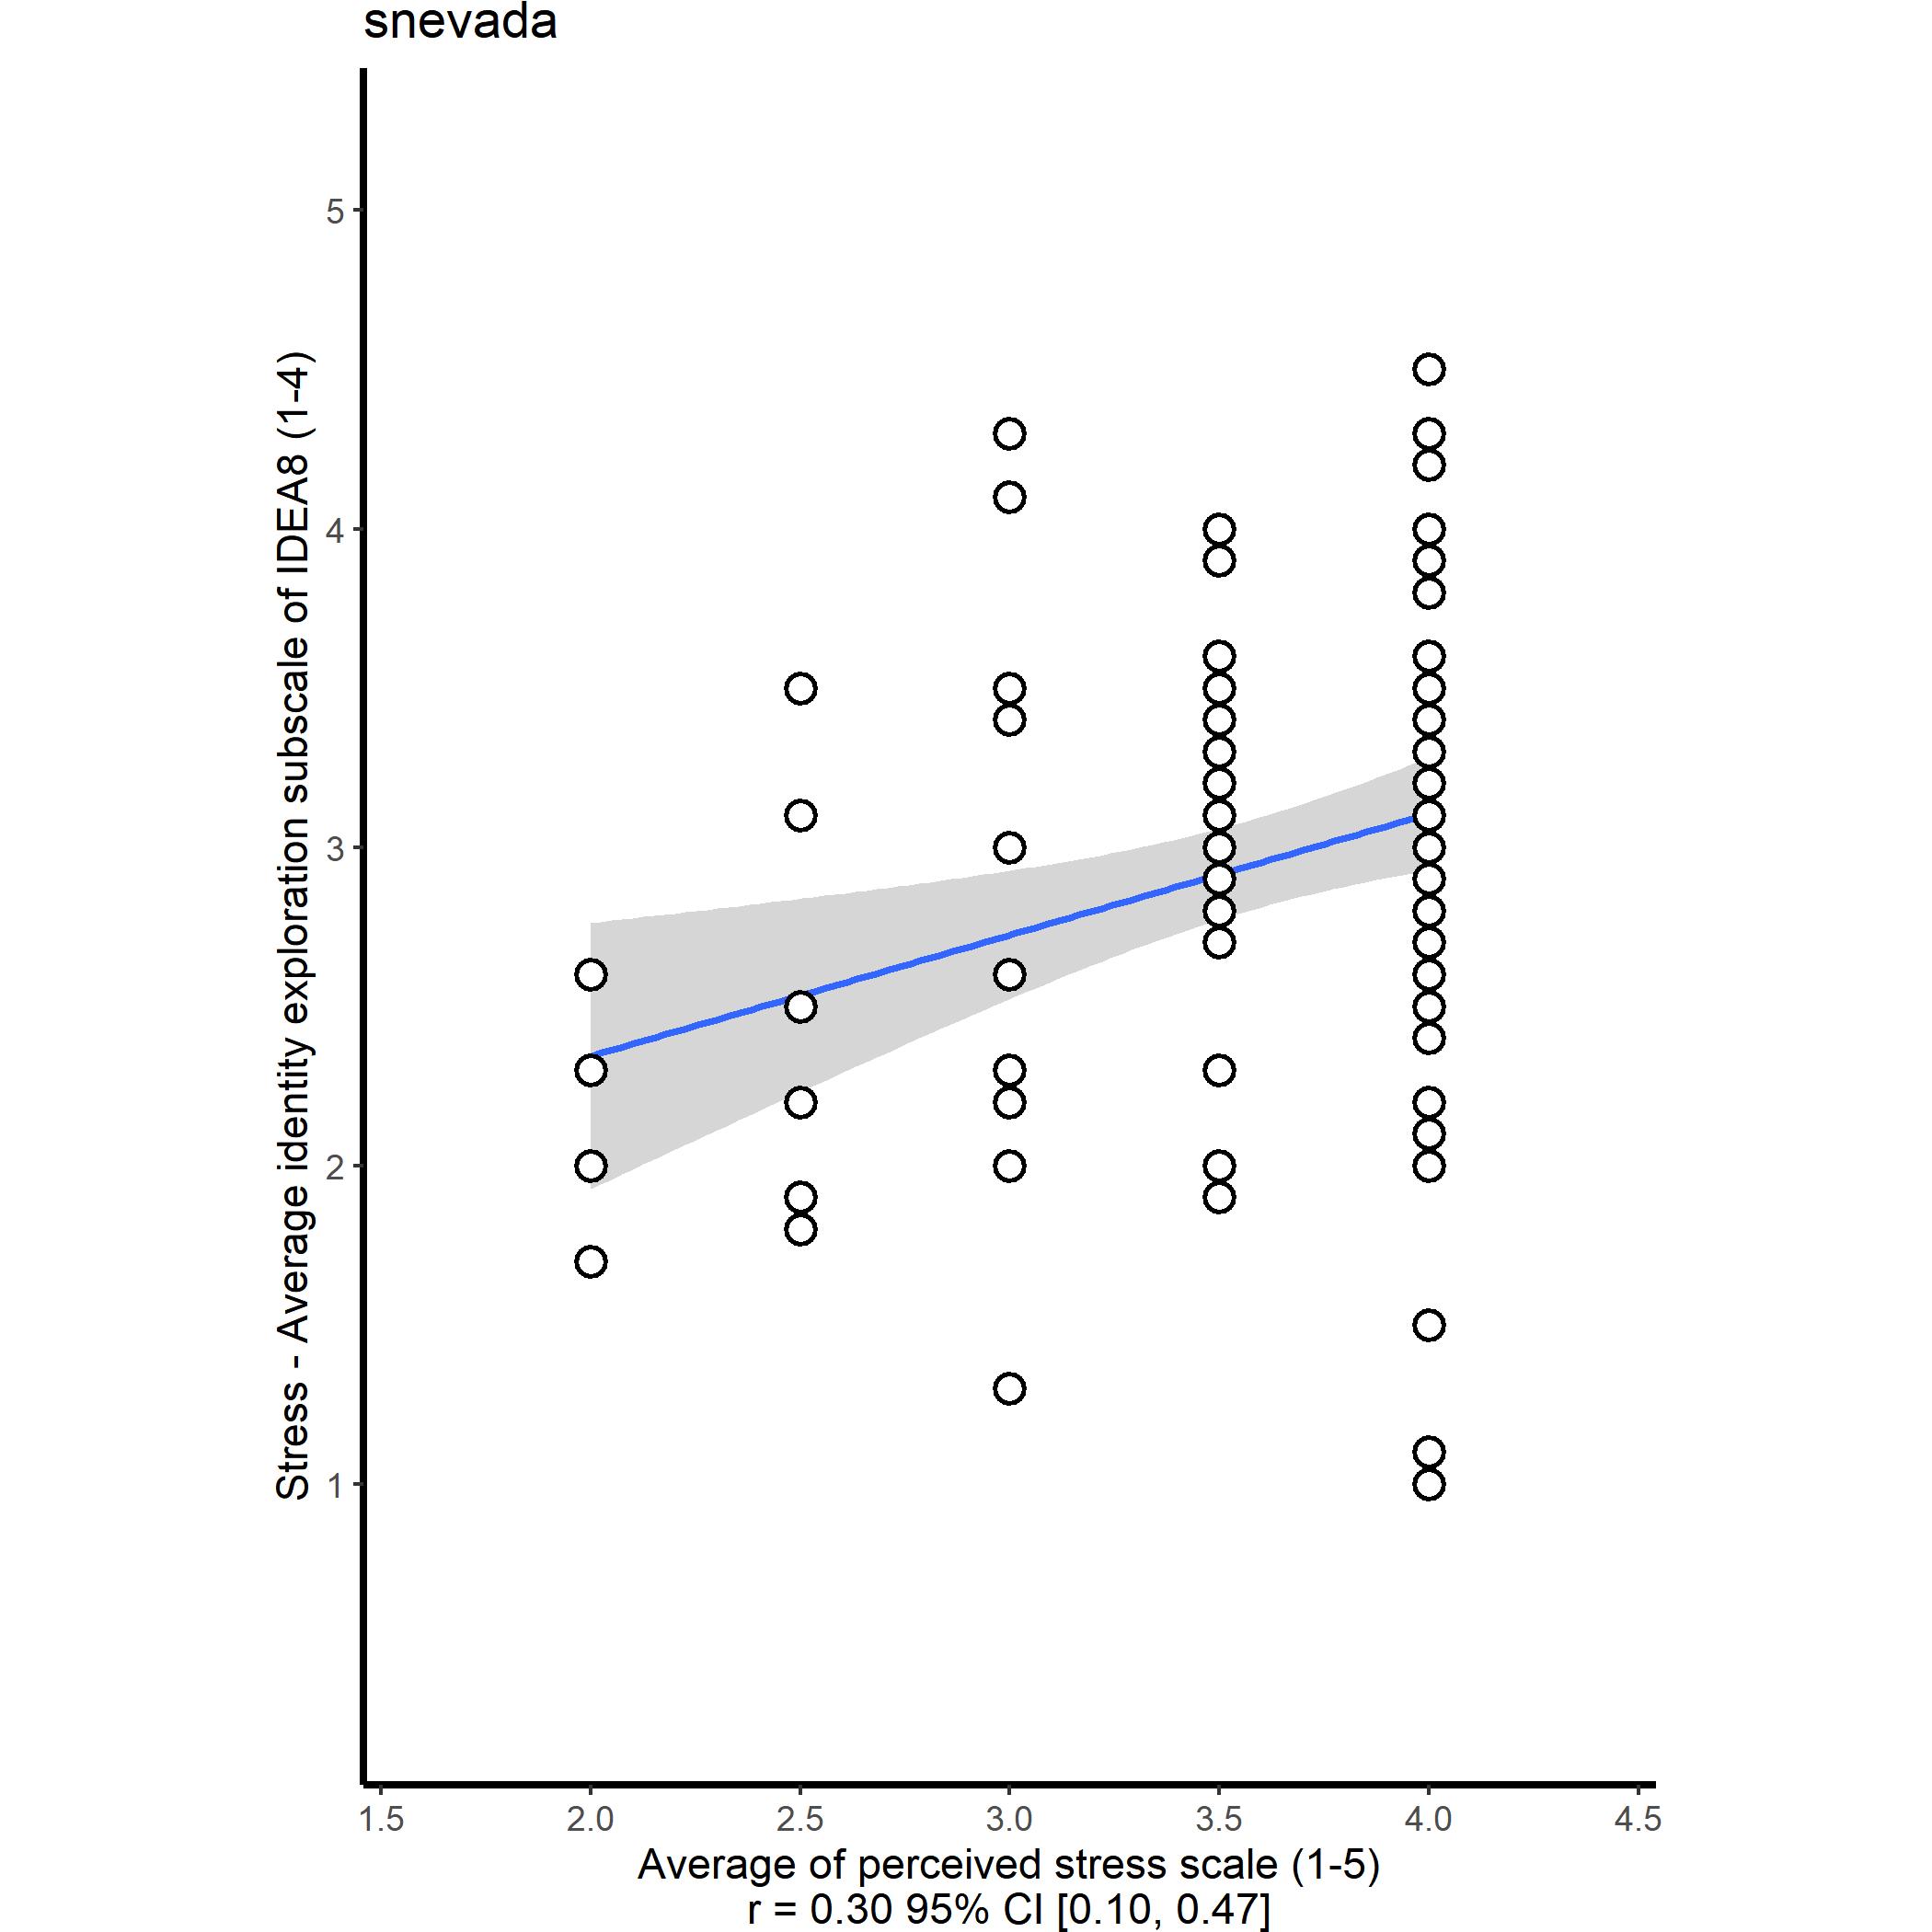 snevada
Stress - Average identity exploration subscale of IDEA8 (1-4)
5
4
3
2
1
1.5 2.0 2.5 3.0 3.5 4.0 4.5
Average of perceived stress scale (1-5)
r = 0.30 95% CI [0.10, 0.47]